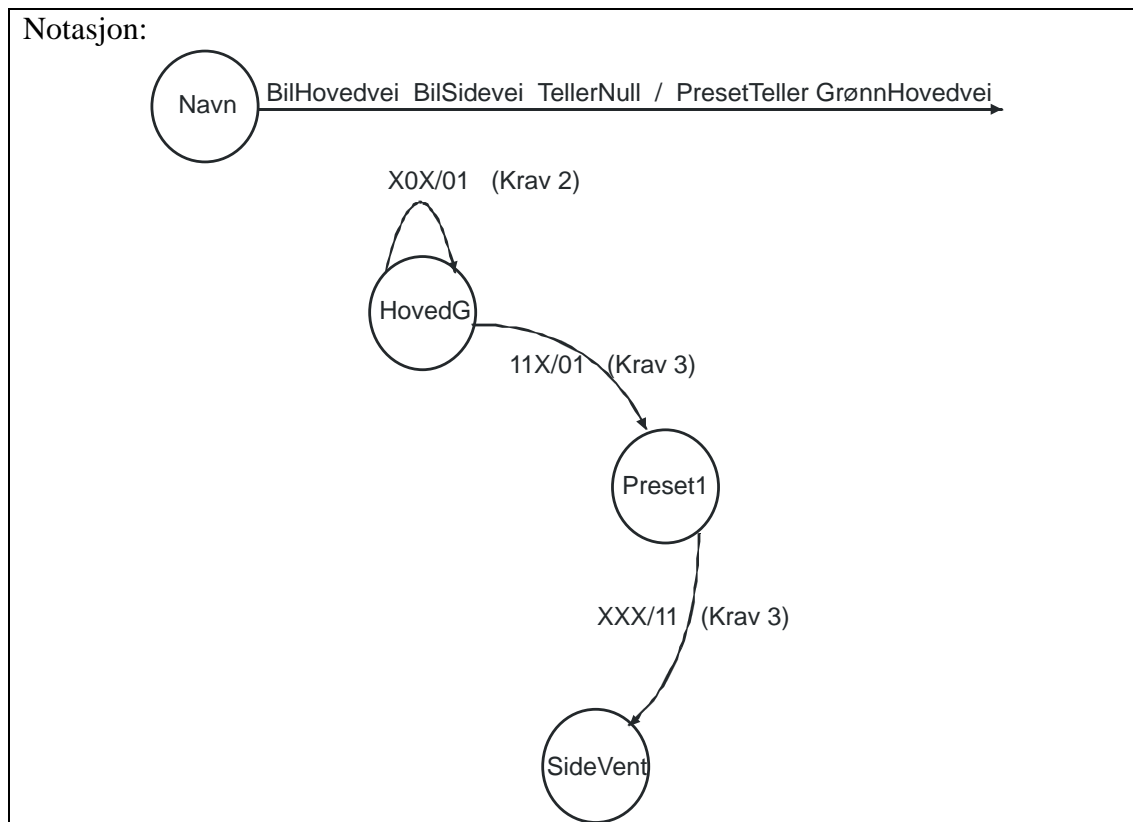 Notasjon:
Navn
BilHovedvei BilSidevei TellerNull / PresetTeller GrønnHovedvei
X0X/01 (Krav 2)
HovedG
11X/01 (Krav 3)
Preset1
XXX/11 (Krav 3)
SideVent